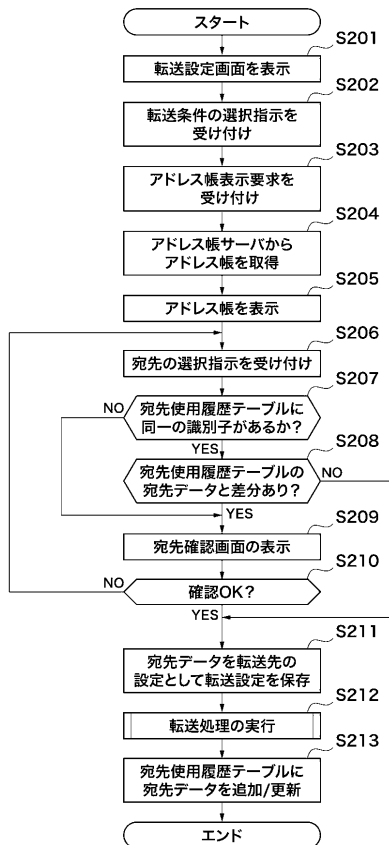 スタート
S201
転送設定画面を表示
S202
転送条件の選択指示を
受け付け
S203
アドレス帳表示要求を
受け付け
S204
アドレス帳サーバから
アドレス帳を取得
S205
アドレス帳を表示
S206
宛先の選択指示を受け付け
S207
NO
宛先使用履歴テーブルに
同一の識別子があるか？
YES
S208
宛先使用履歴テーブルの
宛先データと差分あり？
NO
YES
S209
宛先確認画面の表示
S210
NO
確認OK？
YES
S211
宛先データを転送先の
設定として転送設定を保存
S212
転送処理の実行
S213
宛先使用履歴テーブルに
宛先データを追加/更新
エンド